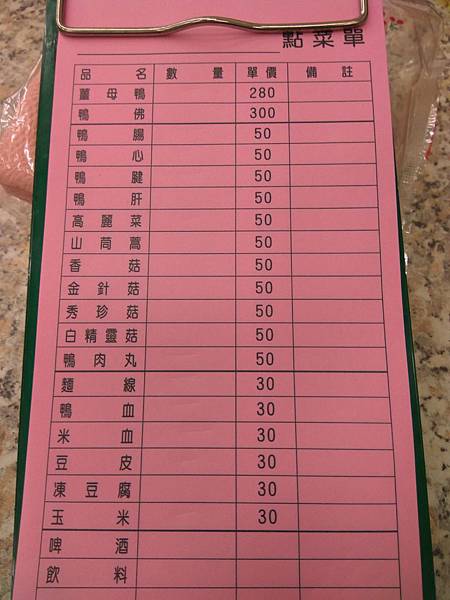 點菜單
品名 數量 單價 備註
薑母鴨 280
鴨佛 300
鴨腸 50
鴨心 50
鴨腱 50
鴨肝 50
高麗菜 50
山茼蒿 50
香菇 50
金針菇 50
秀珍菇 50
白精靈菇 50
鴨肉丸 50
麵線 30
鴨血 30
米血 30
豆皮 30
凍豆腐 30
玉米 30
啤酒
飲料